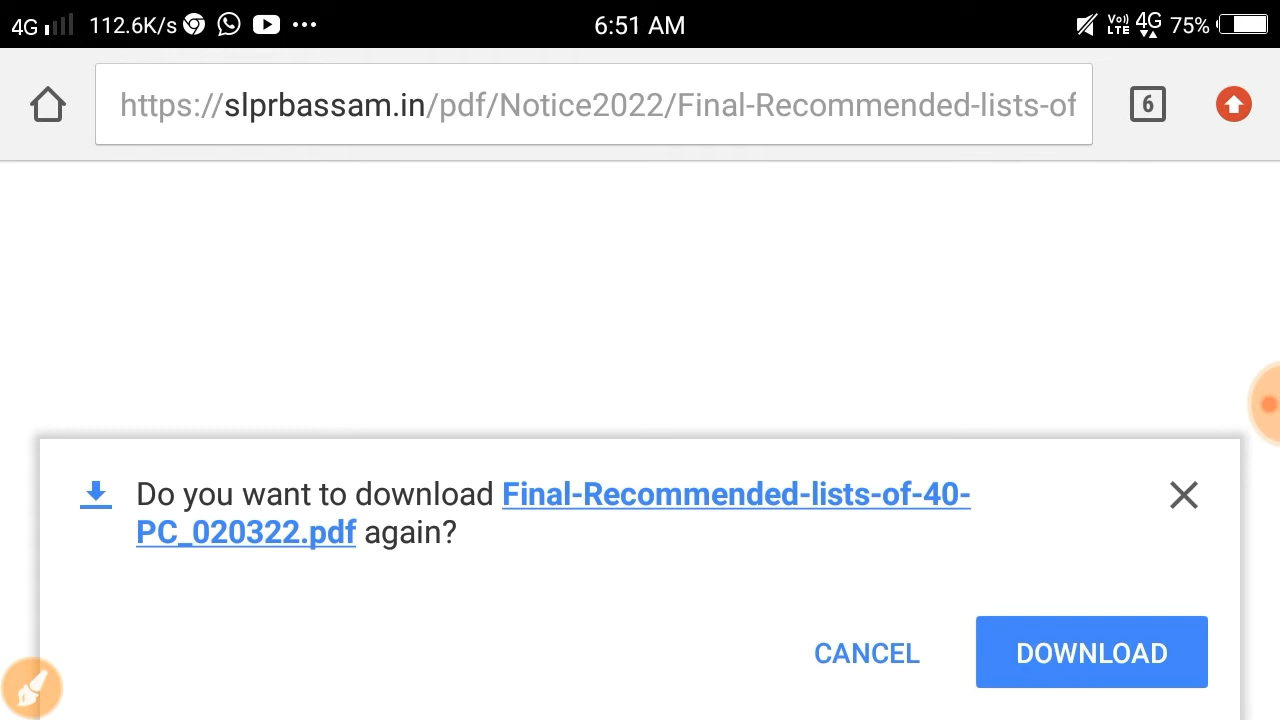 4G 112.6K/s 6:51 AM Vo) LTE 4G 75%
https://slprbassam.in/pdf/Notice2022/Final-Recommended-lists-of 6
Do you want to download Final-Recommended-lists-of-40-
PC_020322.pdf again?
CANCEL DOWNLOAD